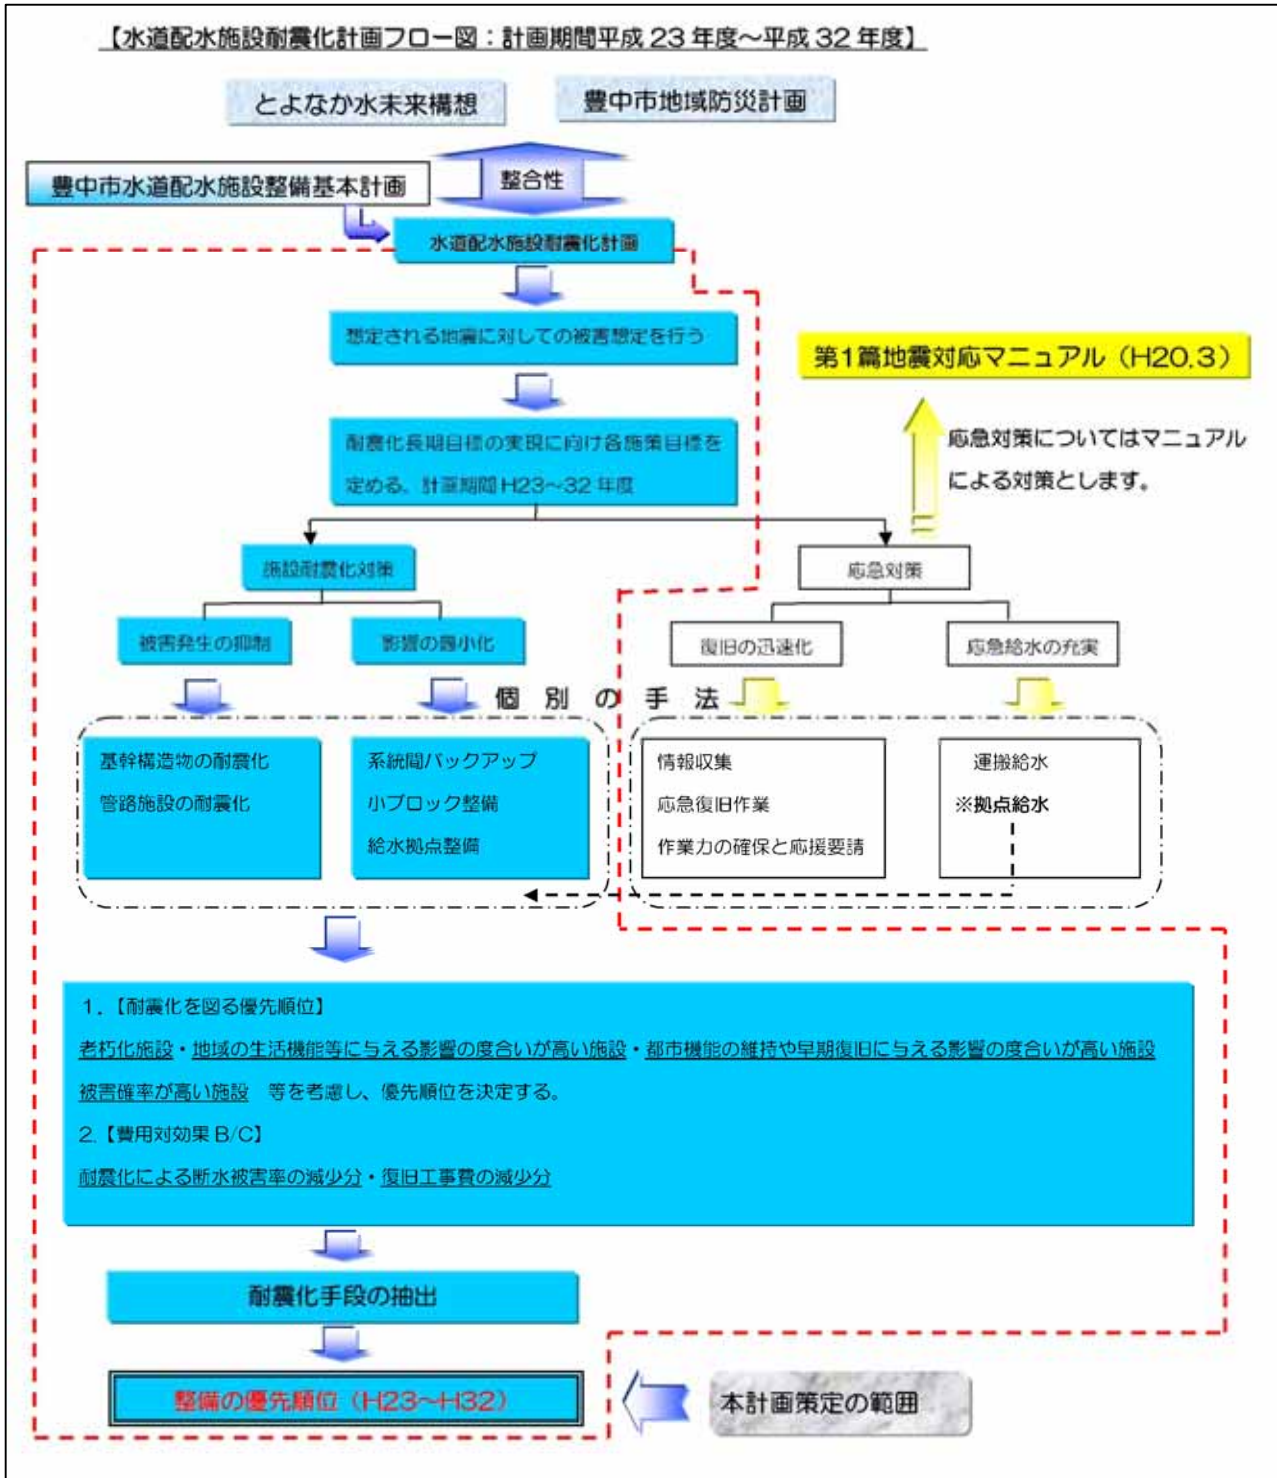 【水道配水施設耐震化計画フロー図：計画期間平成 23 年度～平成 32 年度】
とよなか水未来構想
豊中市地域防災計画
整合性
豊中市水道配水施設整備基本計画
水道配水施設耐震化計画
想定される地震に対しての被害想定を行う
第1篇地震対応マニュアル（H20.3）
耐震化長期目標の実現に向け各施策目標を
定める。計画期間 H23～32 年度
応急対策についてはマニュアル
による対策とします。
施設耐震化対策
応急対策
被害発生の抑制
影響の最小化
復旧の迅速化
応急給水の充実
個別の手法
基幹構造物の耐震化
管路施設の耐震化
系統間バックアップ
小ブロック整備
給水拠点整備
情報収集
応急復旧作業
作業力の確保と応援要請
運搬給水
※拠点給水
1．【耐震化を図る優先順位】
老朽化施設・地域の生活機能等に与える影響の度合いが高い施設・都市機能の維持や早期復旧に与える影響の度合いが高い施設
被害確率が高い施設　等を考慮し、優先順位を決定する。
2.【費用対効果 B/C】
耐震化による断水被害率の減少分・復旧工事費の減少分
耐震化手段の抽出
整備の優先順位（H23～H32）
本計画策定の範囲